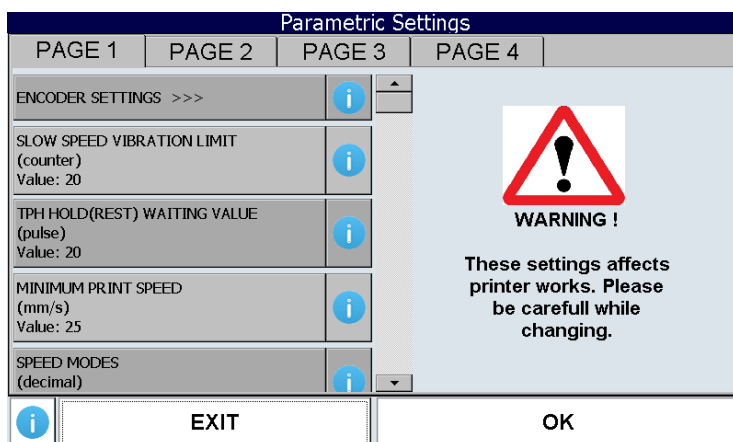 Parametric Settings
PAGE 1
PAGE 2
PAGE 3
PAGE 4
ENCODER SETTINGS >>>
i
SLOW SPEED VIBRATION LIMIT
(counter)
Value: 20
i
TPH HOLD(REST) WAITING VALUE
(pulse)
Value: 20
i
MINIMUM PRINT SPEED
(mm/s)
Value: 25
i
SPEED MODES
(decimal)
i
WARNING !
These settings affects
printer works. Please
be carefull while
changing.
i
EXIT
OK